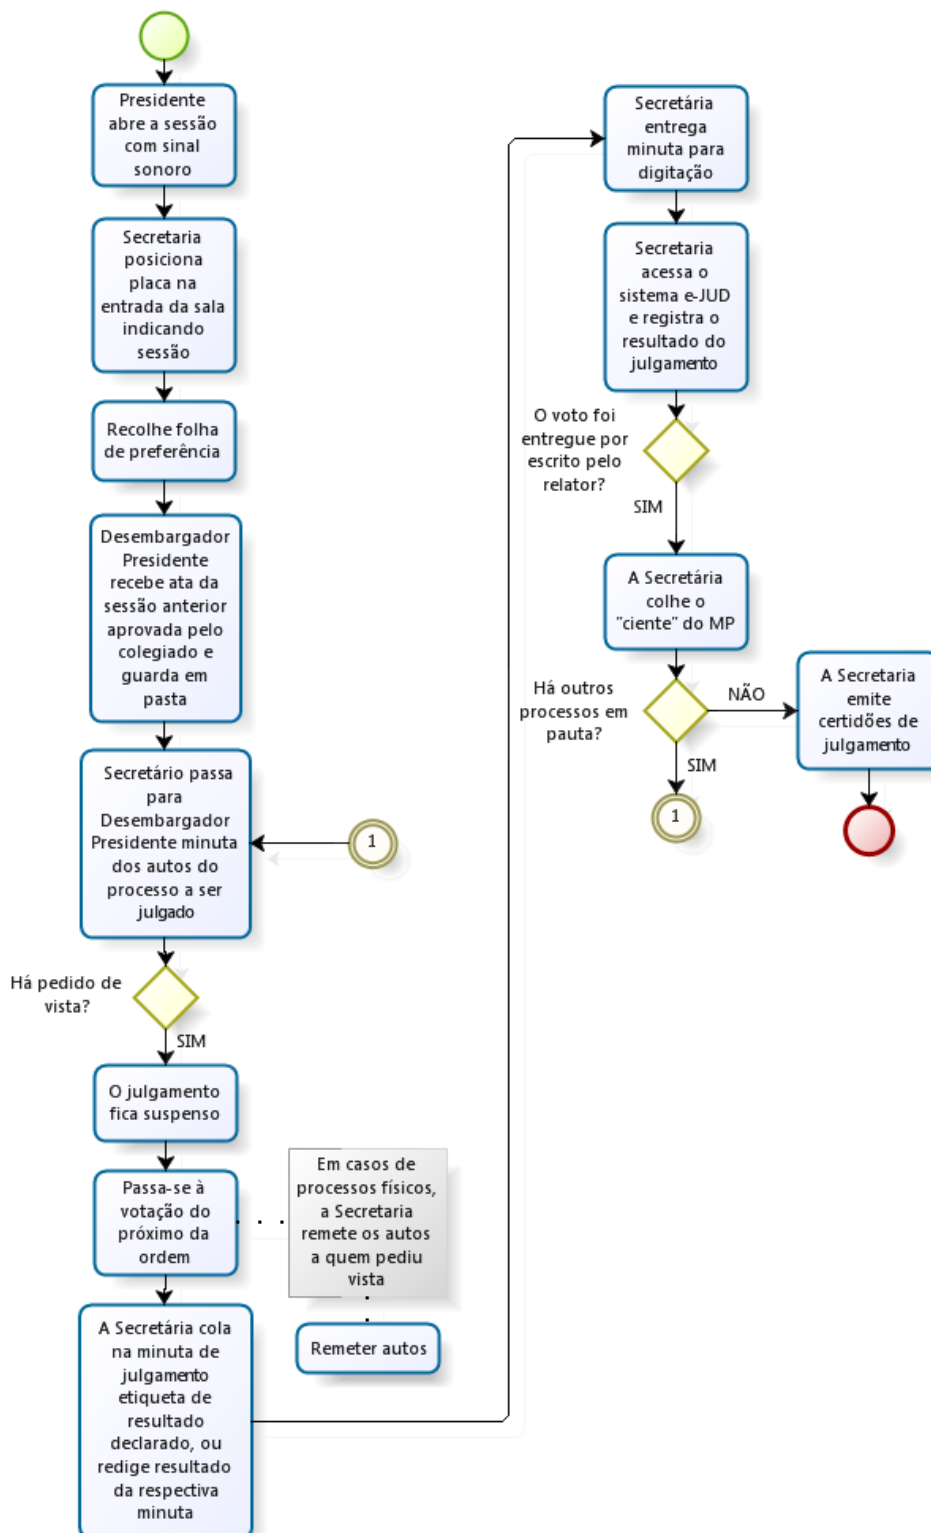 Presidente
abre a sessão
com sinal
sonoro
Secretaria
posiciona
placa na
entrada da sala
indicando
sessão
Recolhe folha
de preferência
Desembargador
Presidente
recebe ata da
sessão anterior
aprovada pelo
colegiado e
guarda em
pasta
Secretário passa
para
Desembargador
Presidente minuta
dos autos do
processo a ser
julgado
1
Há pedido de
vista?
SIM
O julgamento
fica suspenso
Passa-se à
votação do
próximo da
ordem
Em casos de
processos físicos,
a Secretaria
remete os autos
a quem pediu
vista
Remeter autos
A Secretária cola
na minuta de
julgamento
etiqueta de
resultado
declarado, ou
redige resultado
da respectiva
minuta
Secretária
entrega
minuta para
digitação
Secretaria
acessa o
sistema e-JUD
e registra o
resultado do
julgamento
O voto foi
entregue por
escrito pelo
relator?
SIM
A Secretária
colhe o
"ciente" do MP
Há outros
processos em
pauta?
NÃO
A Secretaria
emite
certidões de
julgamento
SIM
1